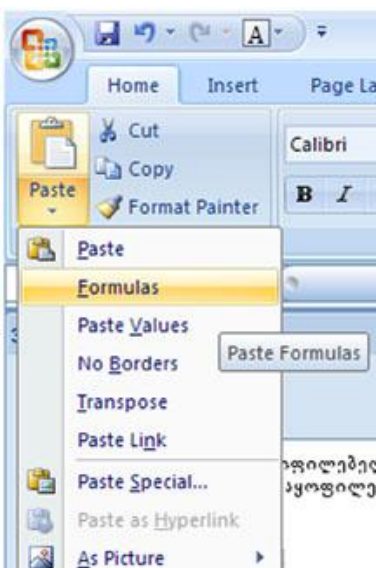 A
Home Insert Page La
Cut
Copy
Format Painter
Paste
Calibri
B I
Paste
Formulas
Paste Values
No Borders
Transpose
Paste Link
Paste Special...
Paste as Hyperlink
As Picture
Paste Formulas